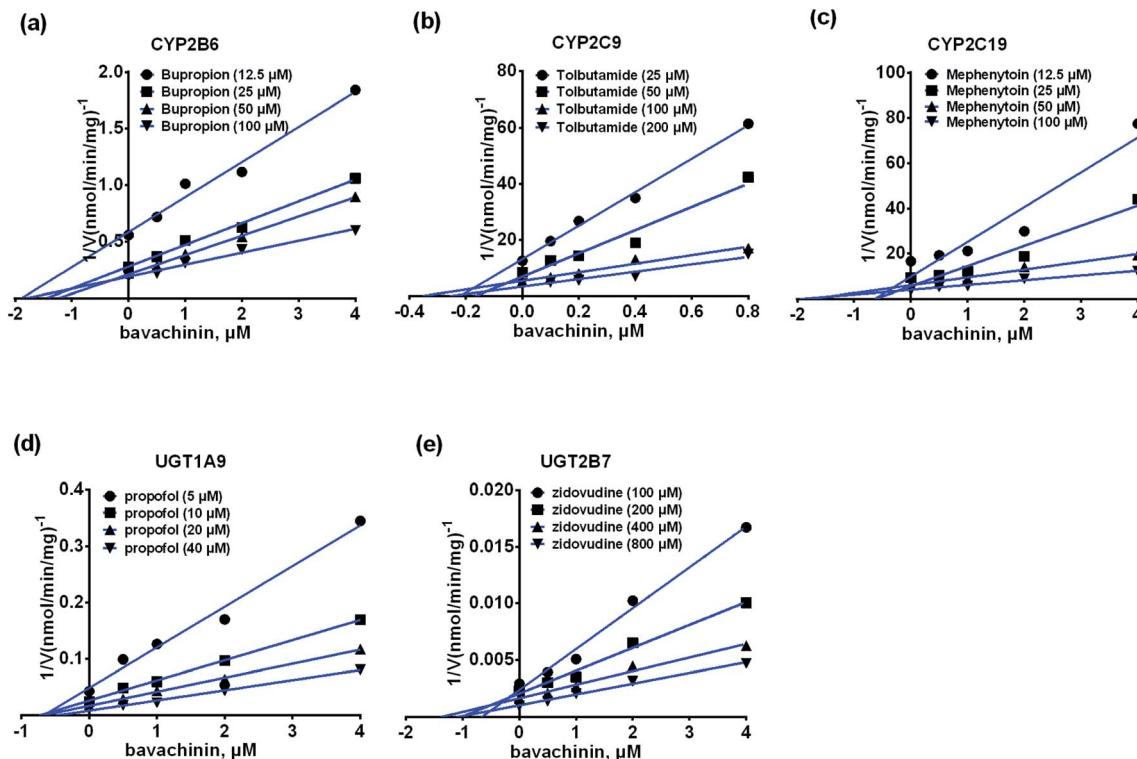 (a)
CYP2B6
Bupropion (12.5 µM)
Bupropion (25 µM)
Bupropion (50 µM)
Bupropion (100 µM)
1/V(nmol/min/mg)⁻¹
2.0
1.5
1.0
0.5
-2 -1 0 1 2 3 4
bavachinin, µM
(b)
CYP2C9
Tolbutamide (25 µM)
Tolbutamide (50 µM)
Tolbutamide (100 µM)
Tolbutamide (200 µM)
1/V(nmol/min/mg)⁻¹
80
60
40
20
-0.4 -0.2 0.0 0.2 0.4 0.6 0.8
bavachinin, µM
(c)
CYP2C19
Mephenytoin (12.5 µM)
Mephenytoin (25 µM)
Mephenytoin (50 µM)
Mephenytoin (100 µM)
1/V(nmol/min/mg)⁻¹
100
80
60
40
20
-2 -1 0 1 2 3 4
bavachinin, µM
(d)
UGT1A9
propofol (5 µM)
propofol (10 µM)
propofol (20 µM)
propofol (40 µM)
1/V(nmol/min/mg)⁻¹
0.4
0.3
0.2
0.1
-1 0 1 2 3 4
bavachinin, µM
(e)
UGT2B7
zidovudine (100 µM)
zidovudine (200 µM)
zidovudine (400 µM)
zidovudine (800 µM)
1/V(nmol/min/mg)⁻¹
0.020
0.015
0.010
0.005
-2 -1 0 1 2 3 4
bavachinin, µM